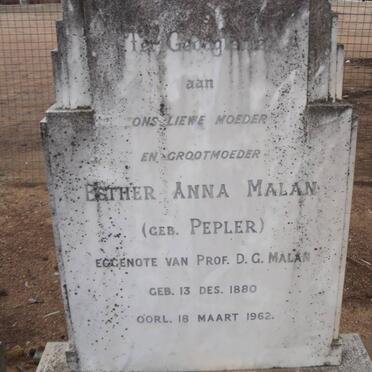 Ter Gedagtenis
aan
ONS LIEWE MOEDER
EN GROOTMOEDER
ESTHER ANNA MALAN
(GEB. PEPLER)
EGGENOTE VAN PROF. D. G. MALAN
GEB. 13 DES. 1880
OORL. 18 MAART 1962.